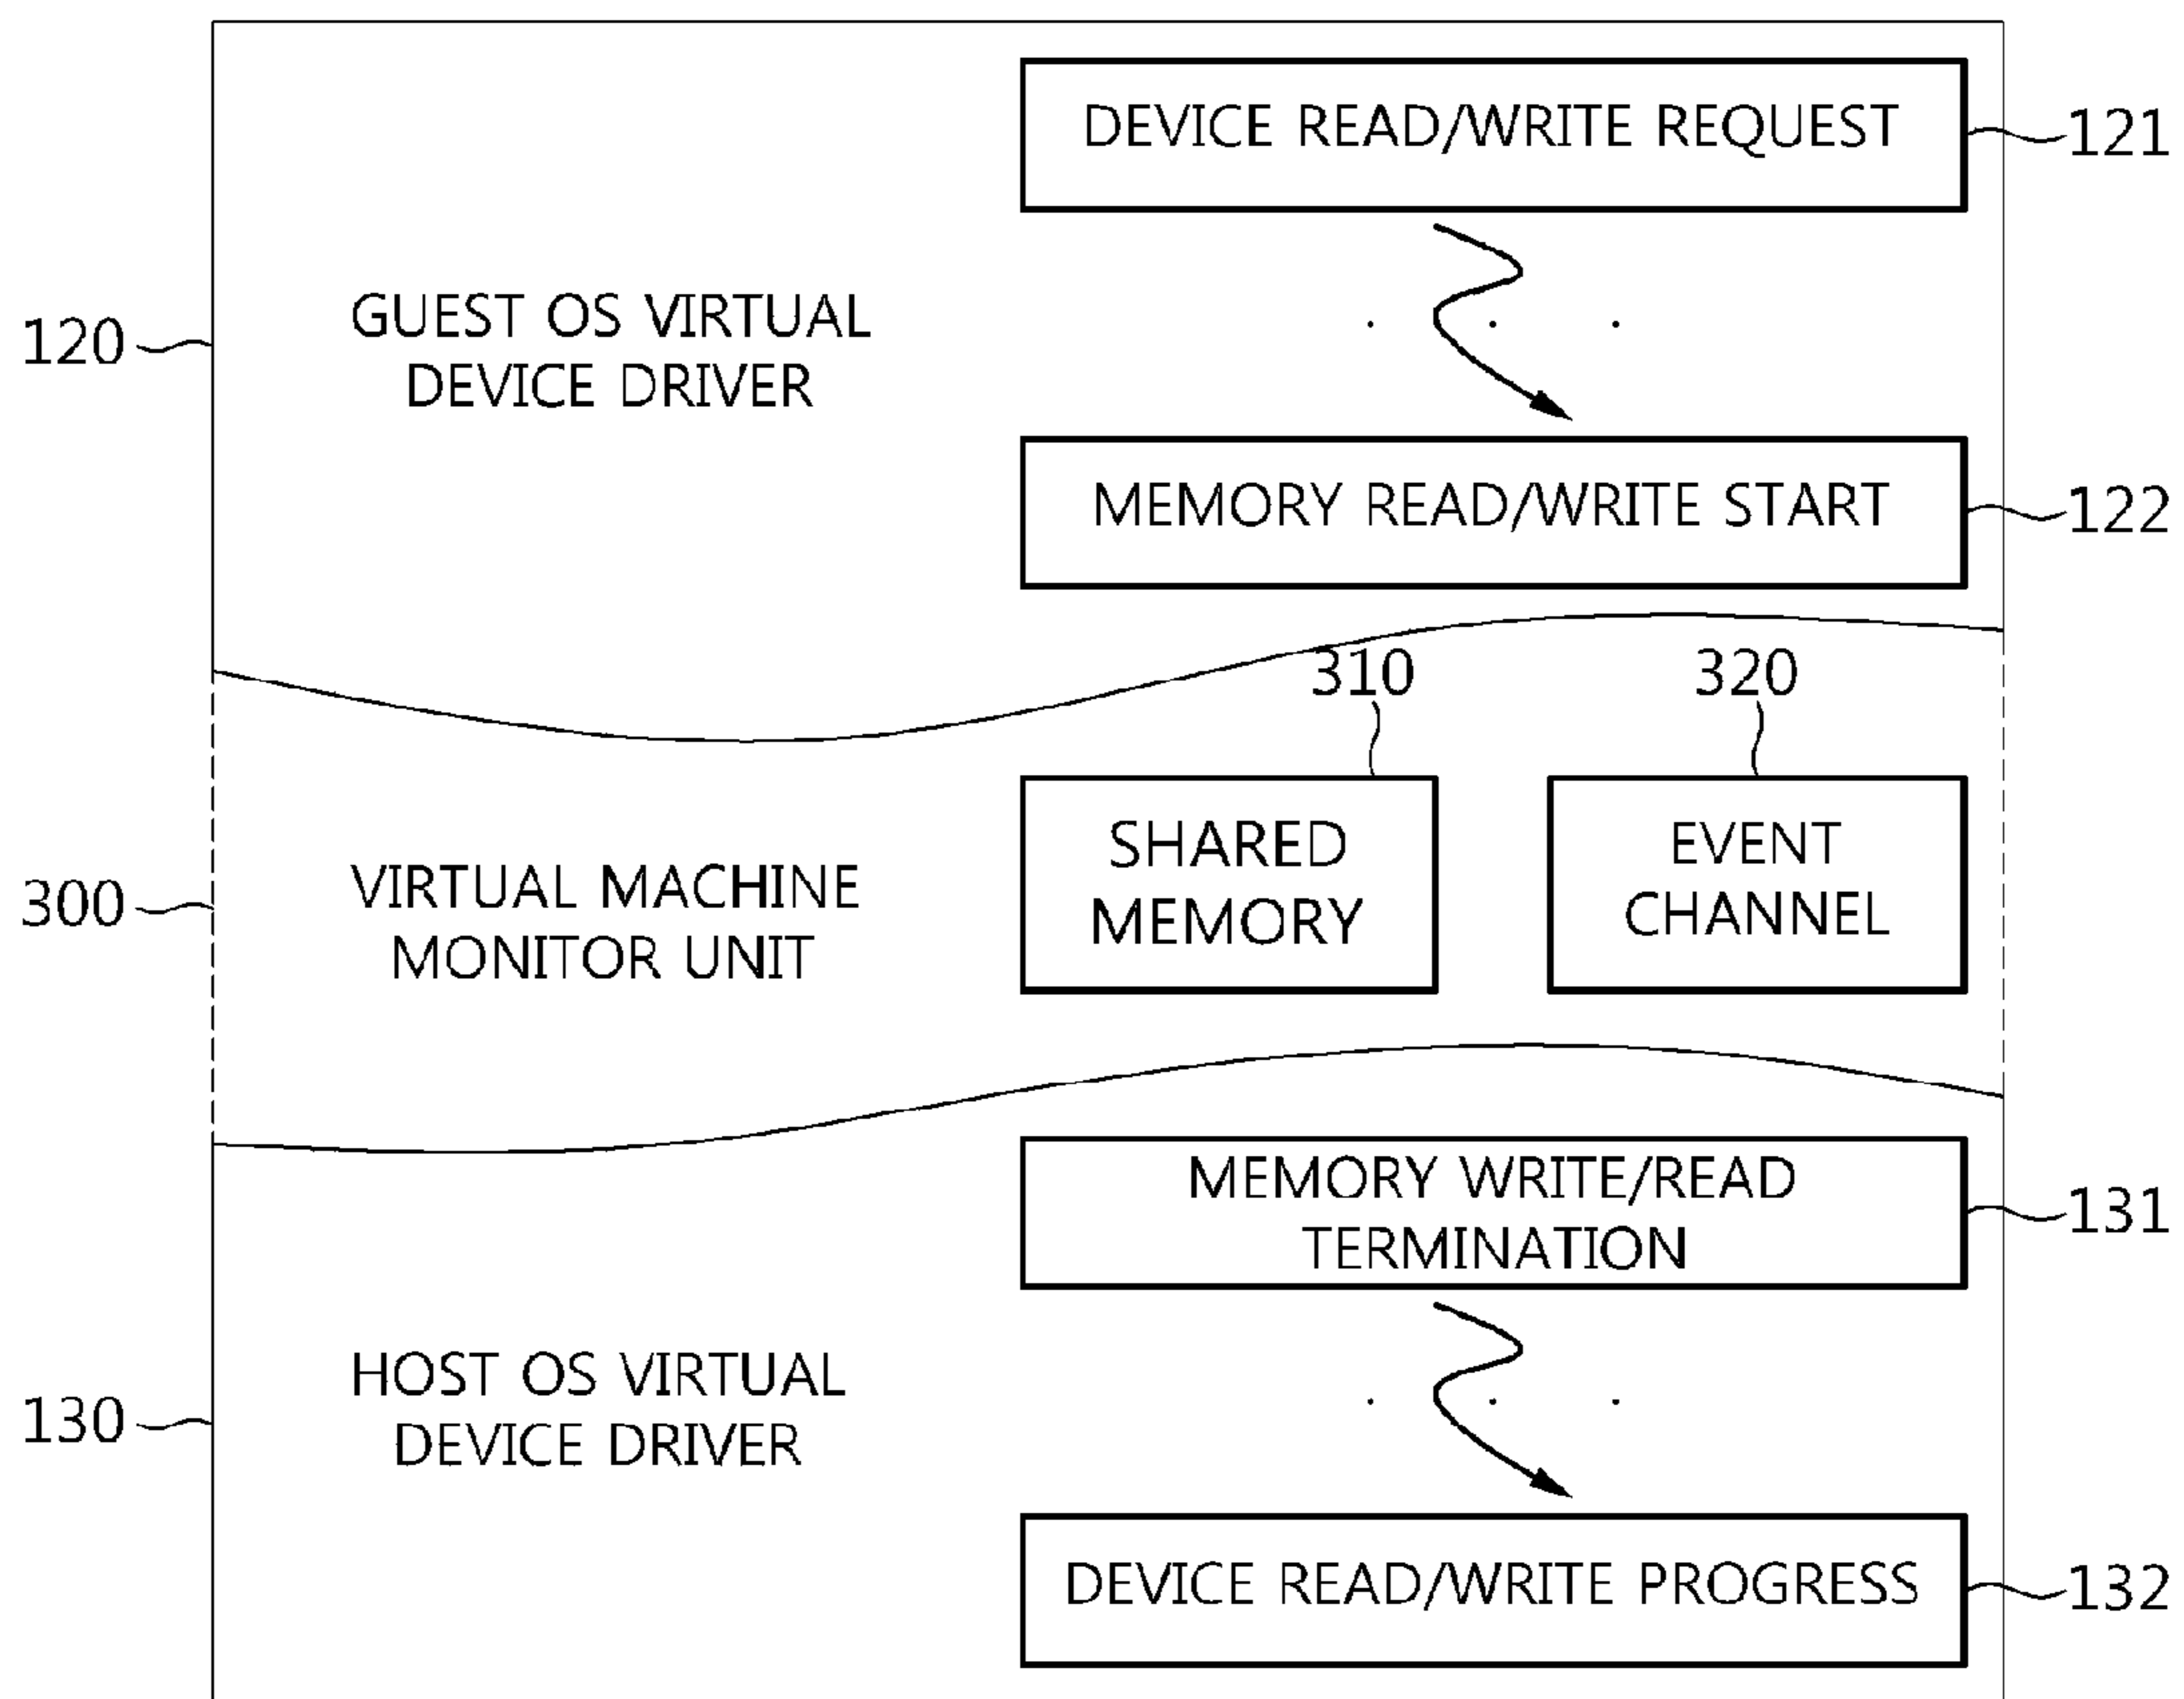 DEVICE READ/WRITE REQUEST
121
120
GUEST OS VIRTUAL
DEVICE DRIVER
MEMORY READ/WRITE START
122
310
320
300
VIRTUAL MACHINE
MONITOR UNIT
SHARED
MEMORY
EVENT
CHANNEL
MEMORY WRITE/READ
TERMINATION
131
130
HOST OS VIRTUAL
DEVICE DRIVER
DEVICE READ/WRITE PROGRESS
132